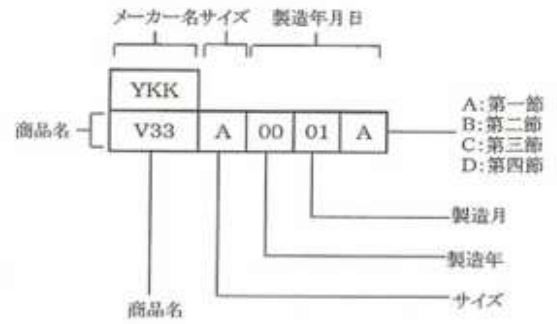 メーカー名 サイズ 製造年月日
YKK
商品名 V33 A 00 01 A
A:第一節
B:第二節
C:第三節
D:第四節
製造月
製造年
サイズ
商品名